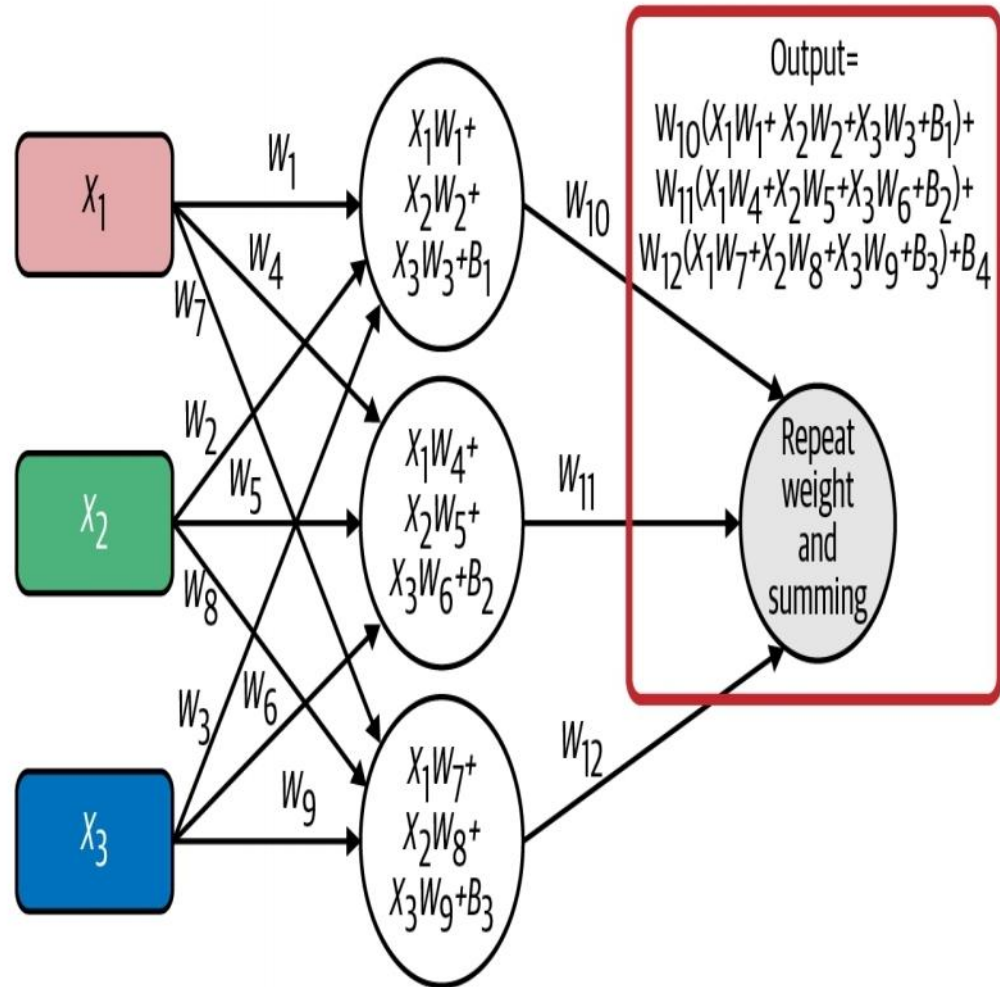 X₁
X₂
X₃
W₁
W₄
W₇
W₂
W₅
W₈
W₃
W₆
W₉
X₁W₁+
X₂W₂+
X₃W₃+B₁
X₁W₄+
X₂W₅+
X₃W₆+B₂
X₁W₇+
X₂W₈+
X₃W₉+B₃
W₁₀
W₁₁
W₁₂
Output=
W₁₀(X₁W₁+ X₂W₂+X₃W₃+B₁)+
W₁₁(X₁W₄+X₂W₅+X₃W₆+B₂)+
W₁₂(X₁W₇+X₂W₈+X₃W₉+B₃)+B₄
Repeat
weight
and
summing